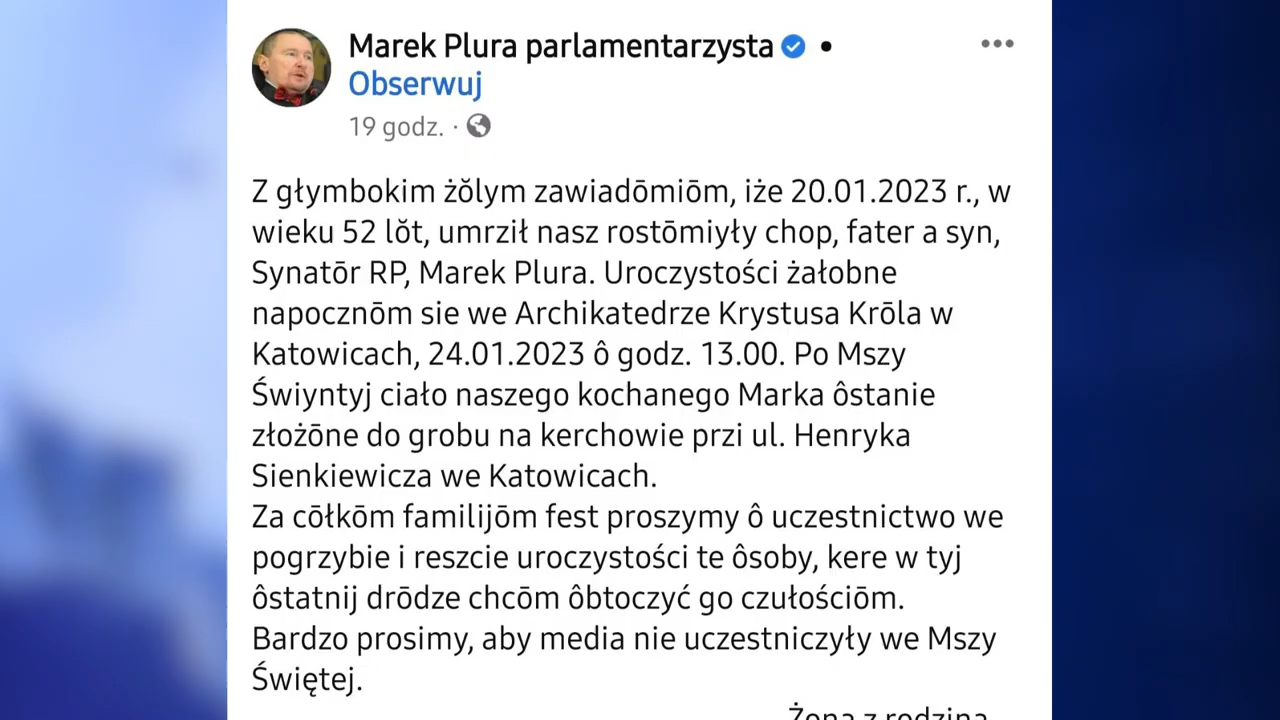 Marek Plura parlamentarzysta •
Obserwuj
19 godz. ·
Z głymbokim żŏlym zawiadōmiōm, iże 20.01.2023 r., w
wieku 52 lŏt, umrził nasz rostōmiyły chop, fater a syn,
Synatōr RP, Marek Plura. Uroczystości żałobne
napocznōm sie we Archikatedrze Krystusa Krōla w
Katowicach, 24.01.2023 ô godz. 13.00. Po Mszy
Świyntyj ciało naszego kochanego Marka ôstanie
złożōne do grobu na kerchowie przi ul. Henryka
Sienkiewicza we Katowicach.
Za cōłkōm familijōm fest proszymy ô uczestnictwo we
pogrzybie i reszcie uroczystości te ôsoby, kere w tyj
ôstatnij drōdze chcōm ôbtoczyć go czułościōm.
Bardzo prosimy, aby media nie uczestniczyły we Mszy
Świętej.
Żona z rodziną